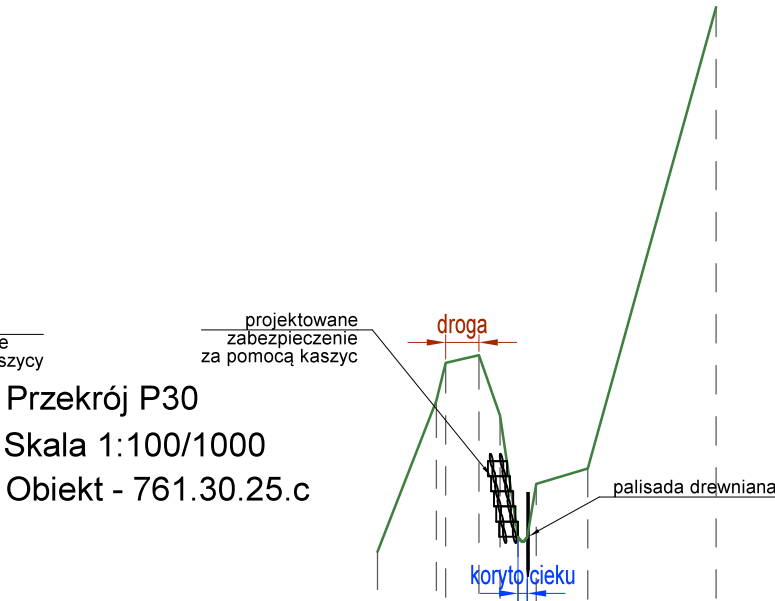 e
szycy
projektowane
zabezpieczenie
za pomocą kaszyc
droga
Przekrój P30
Skala 1:100/1000
Obiekt - 761.30.25.c
palisada drewniana
koryto cieku